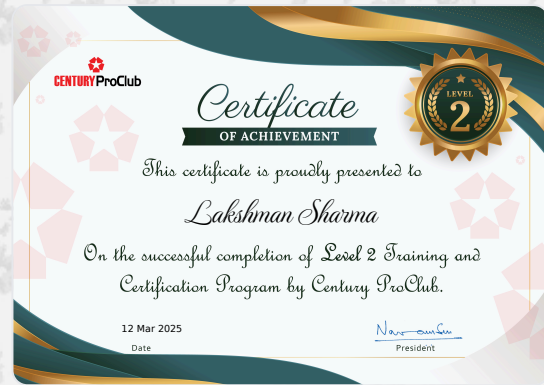 CENTURY ProClub
LEVEL
2
Certificate
OF ACHIEVEMENT
This certificate is proudly presented to
Lakshman Sharma
On the successful completion of Level 2 Training and
Certification Program by Century ProClub.
12 Mar 2025
Date
President